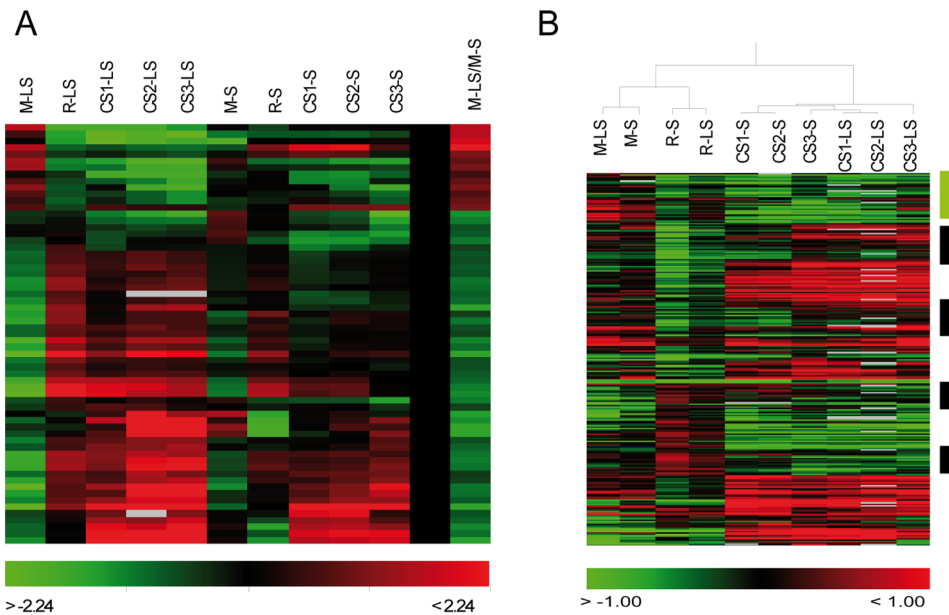 A
B
M-LS
R-LS
CS1-LS
CS2-LS
CS3-LS
M-S
R-S
CS1-S
CS2-S
CS3-S
M-LS/M-S
M-LS
M-S
R-S
R-LS
CS1-S
CS2-S
CS3-S
CS1-LS
CS2-LS
CS3-LS
>-2.24
<2.24
> -1.00
< 1.00